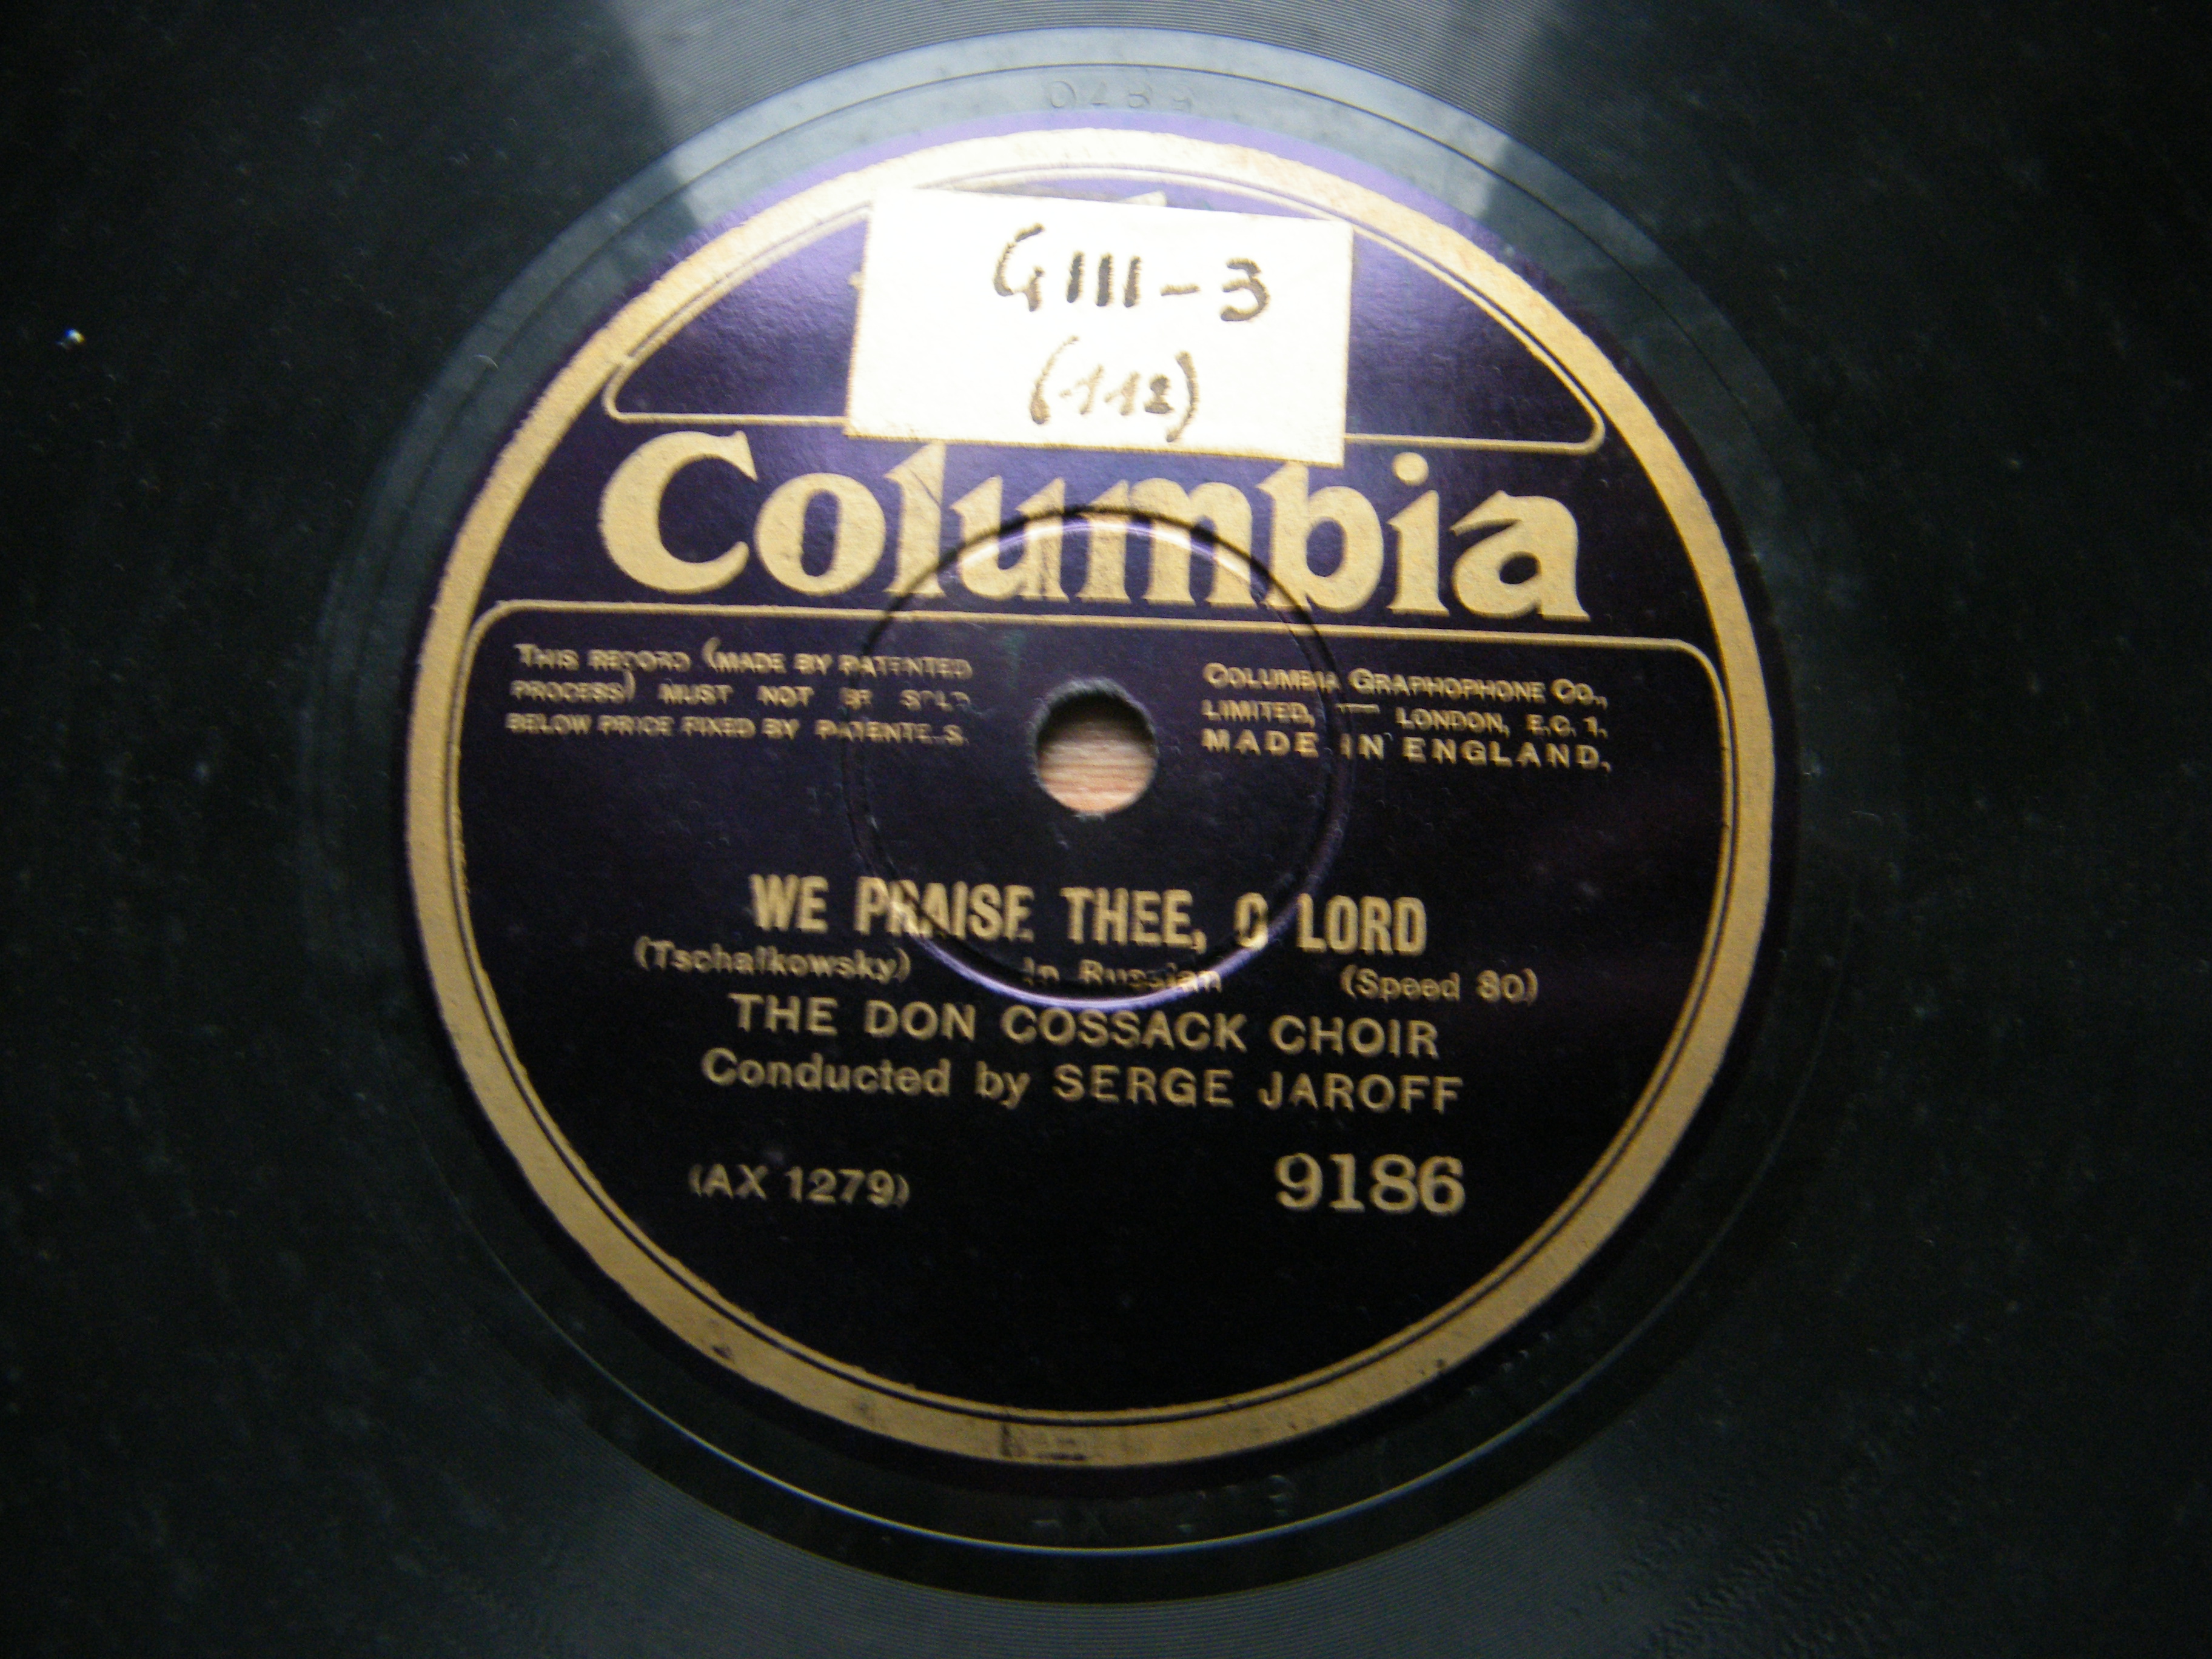 GIII-3
(112)
Columbia
THIS RECORD (MADE BY PATENTED
PROCESS) MUST NOT BE SOLD
BELOW PRICE FIXED BY
COLUMBIA GRAPHOPHONE CO.,
LIMITED, — LONDON, E.C. 1.
MADE IN ENGLAND.
WE PRAISE THEE, O LORD
(Tschaikowsky) In Russian (Speed 80)
THE DON COSSACK CHOIR
Conducted by SERGE JAROFF
(AX 1279) 9186